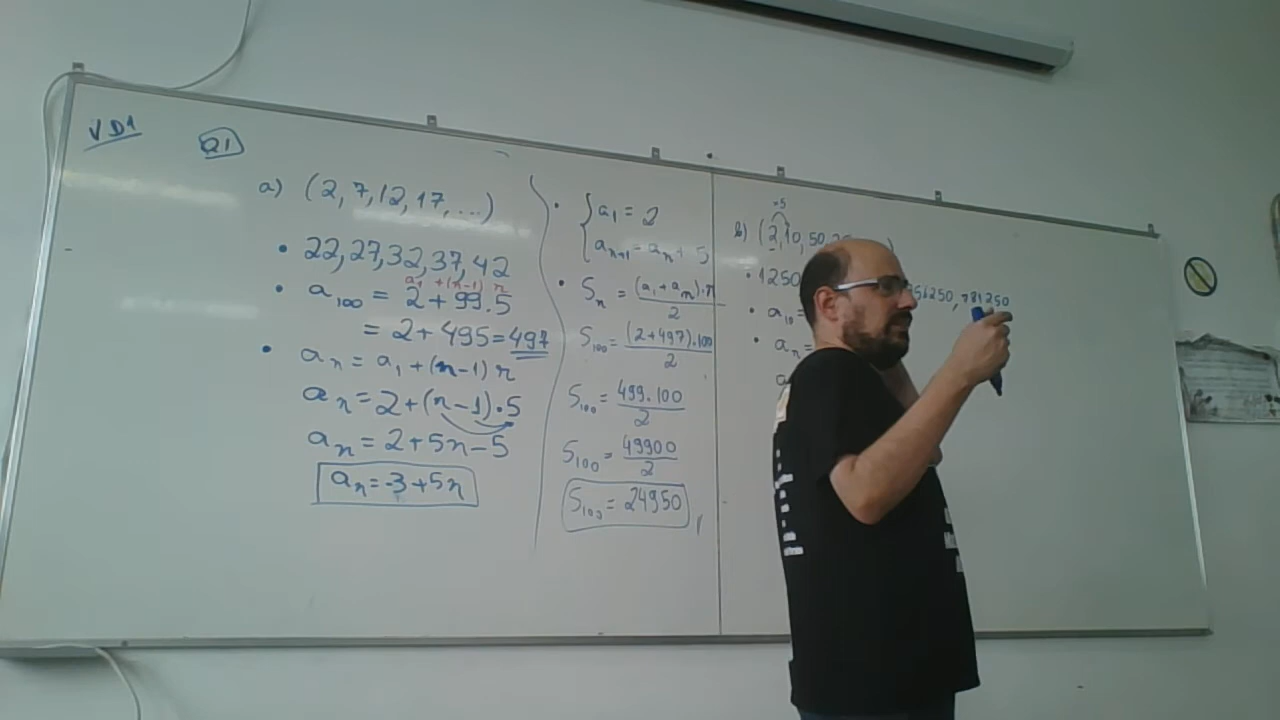 VD1
Q1
a) (2, 7, 12, 17, ...)
• 22, 27, 32, 37, 42
a1 +(n-1) r
• a100 = 2 + 99.5
= 2 + 495 = 497
• an = a1 + (n-1) r
an = 2 + (n-1) . 5
an = 2 + 5n - 5
an = -3 + 5n
• { a1 = 2
an+1 = an + 5
• Sn = (a1 + an) . n / 2
S100 = (2+497) . 100 / 2
S100 = 499.100 / 2
S100 = 49900 / 2
S100 = 24950
b) (2, 10, 50,
• 1250
56250, 781250
• a10 =
• an =